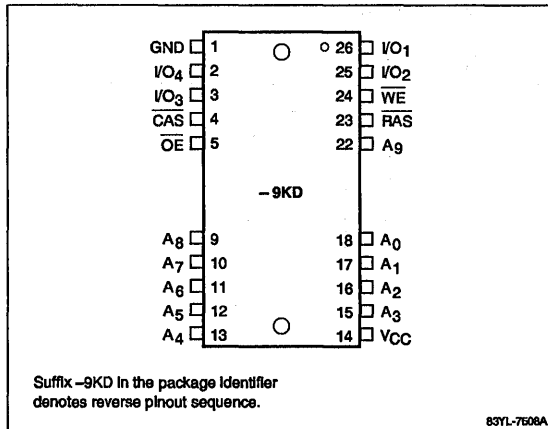 GND 1 26 I/O1
I/O4 2 25 I/O2
I/O3 3 24 WE
CAS 4 23 RAS
OE 5 22 A9
-9KD
A8 9 18 A0
A7 10 17 A1
A6 11 16 A2
A5 12 15 A3
A4 13 14 VCC
Suffix -9KD in the package identifier
denotes reverse pinout sequence.
83YL-7508A